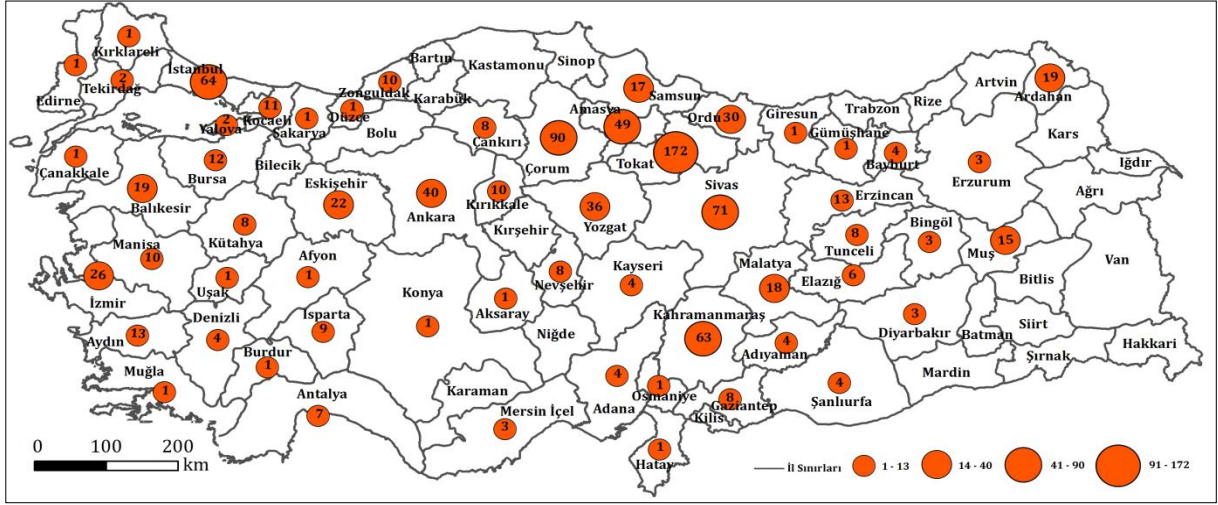 1
Kırklareli
1
Edirne
2
Tekirdağ
İstanbul
64
11
Kocaeli
2
Yalova
1
Sakarya
1
Düzce
10
Zonguldak
Bartın
Karabük
Kastamonu
Sinop
Bolu
8
Çankırı
90
Çorum
Amasya
49
17
Samsun
172
Tokat
Ordu
30
Giresun
1
Gümüşhane
1
Trabzon
Rize
4
Bayburt
Artvin
19
Ardahan
Kars
Iğdır
3
Erzurum
Ağrı
1
Çanakkale
19
Balıkesir
12
Bursa
Bilecik
Eskişehir
22
40
Ankara
10
Kırıkkale
Kırşehir
36
Yozgat
Sivas
71
13
Erzincan
8
Tunceli
Bingöl
3
Muş
15
Bitlis
Van
8
Kütahya
Manisa
10
26
İzmir
1
Uşak
Afyon
1
Konya
1
1
Aksaray
8
Nevşehir
Niğde
Kayseri
4
Malatya
18
Elazığ
6
3
Diyarbakır
Batman
Siirt
Şırnak
Hakkari
Mardin
Aydın
13
Denizli
4
Isparta
9
Burdur
1
Muğla
1
Antalya
7
Karaman
Mersin İçel
3
Adana
4
1
Osmaniye
Kahramanmaraş
63
4
Adıyaman
8
Gaziantep
Kilis
4
Şanlıurfa
1
Hatay
0 100 200
km
İl Sınırları 1 - 13 14 - 40 41 - 90 91 - 172